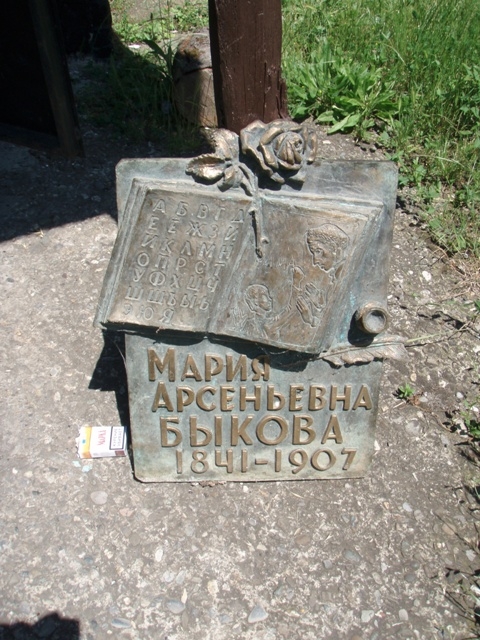 А Б В Г Д
Е Ё Ж З И
Й К Л М Н
О П Р С Т
У Ф Х Ц Ч
Ш Щ Ъ Ы Ь
Э Ю Я
МАРИЯ
АРСЕНЬЕВНА
БЫКОВА
1841-1907